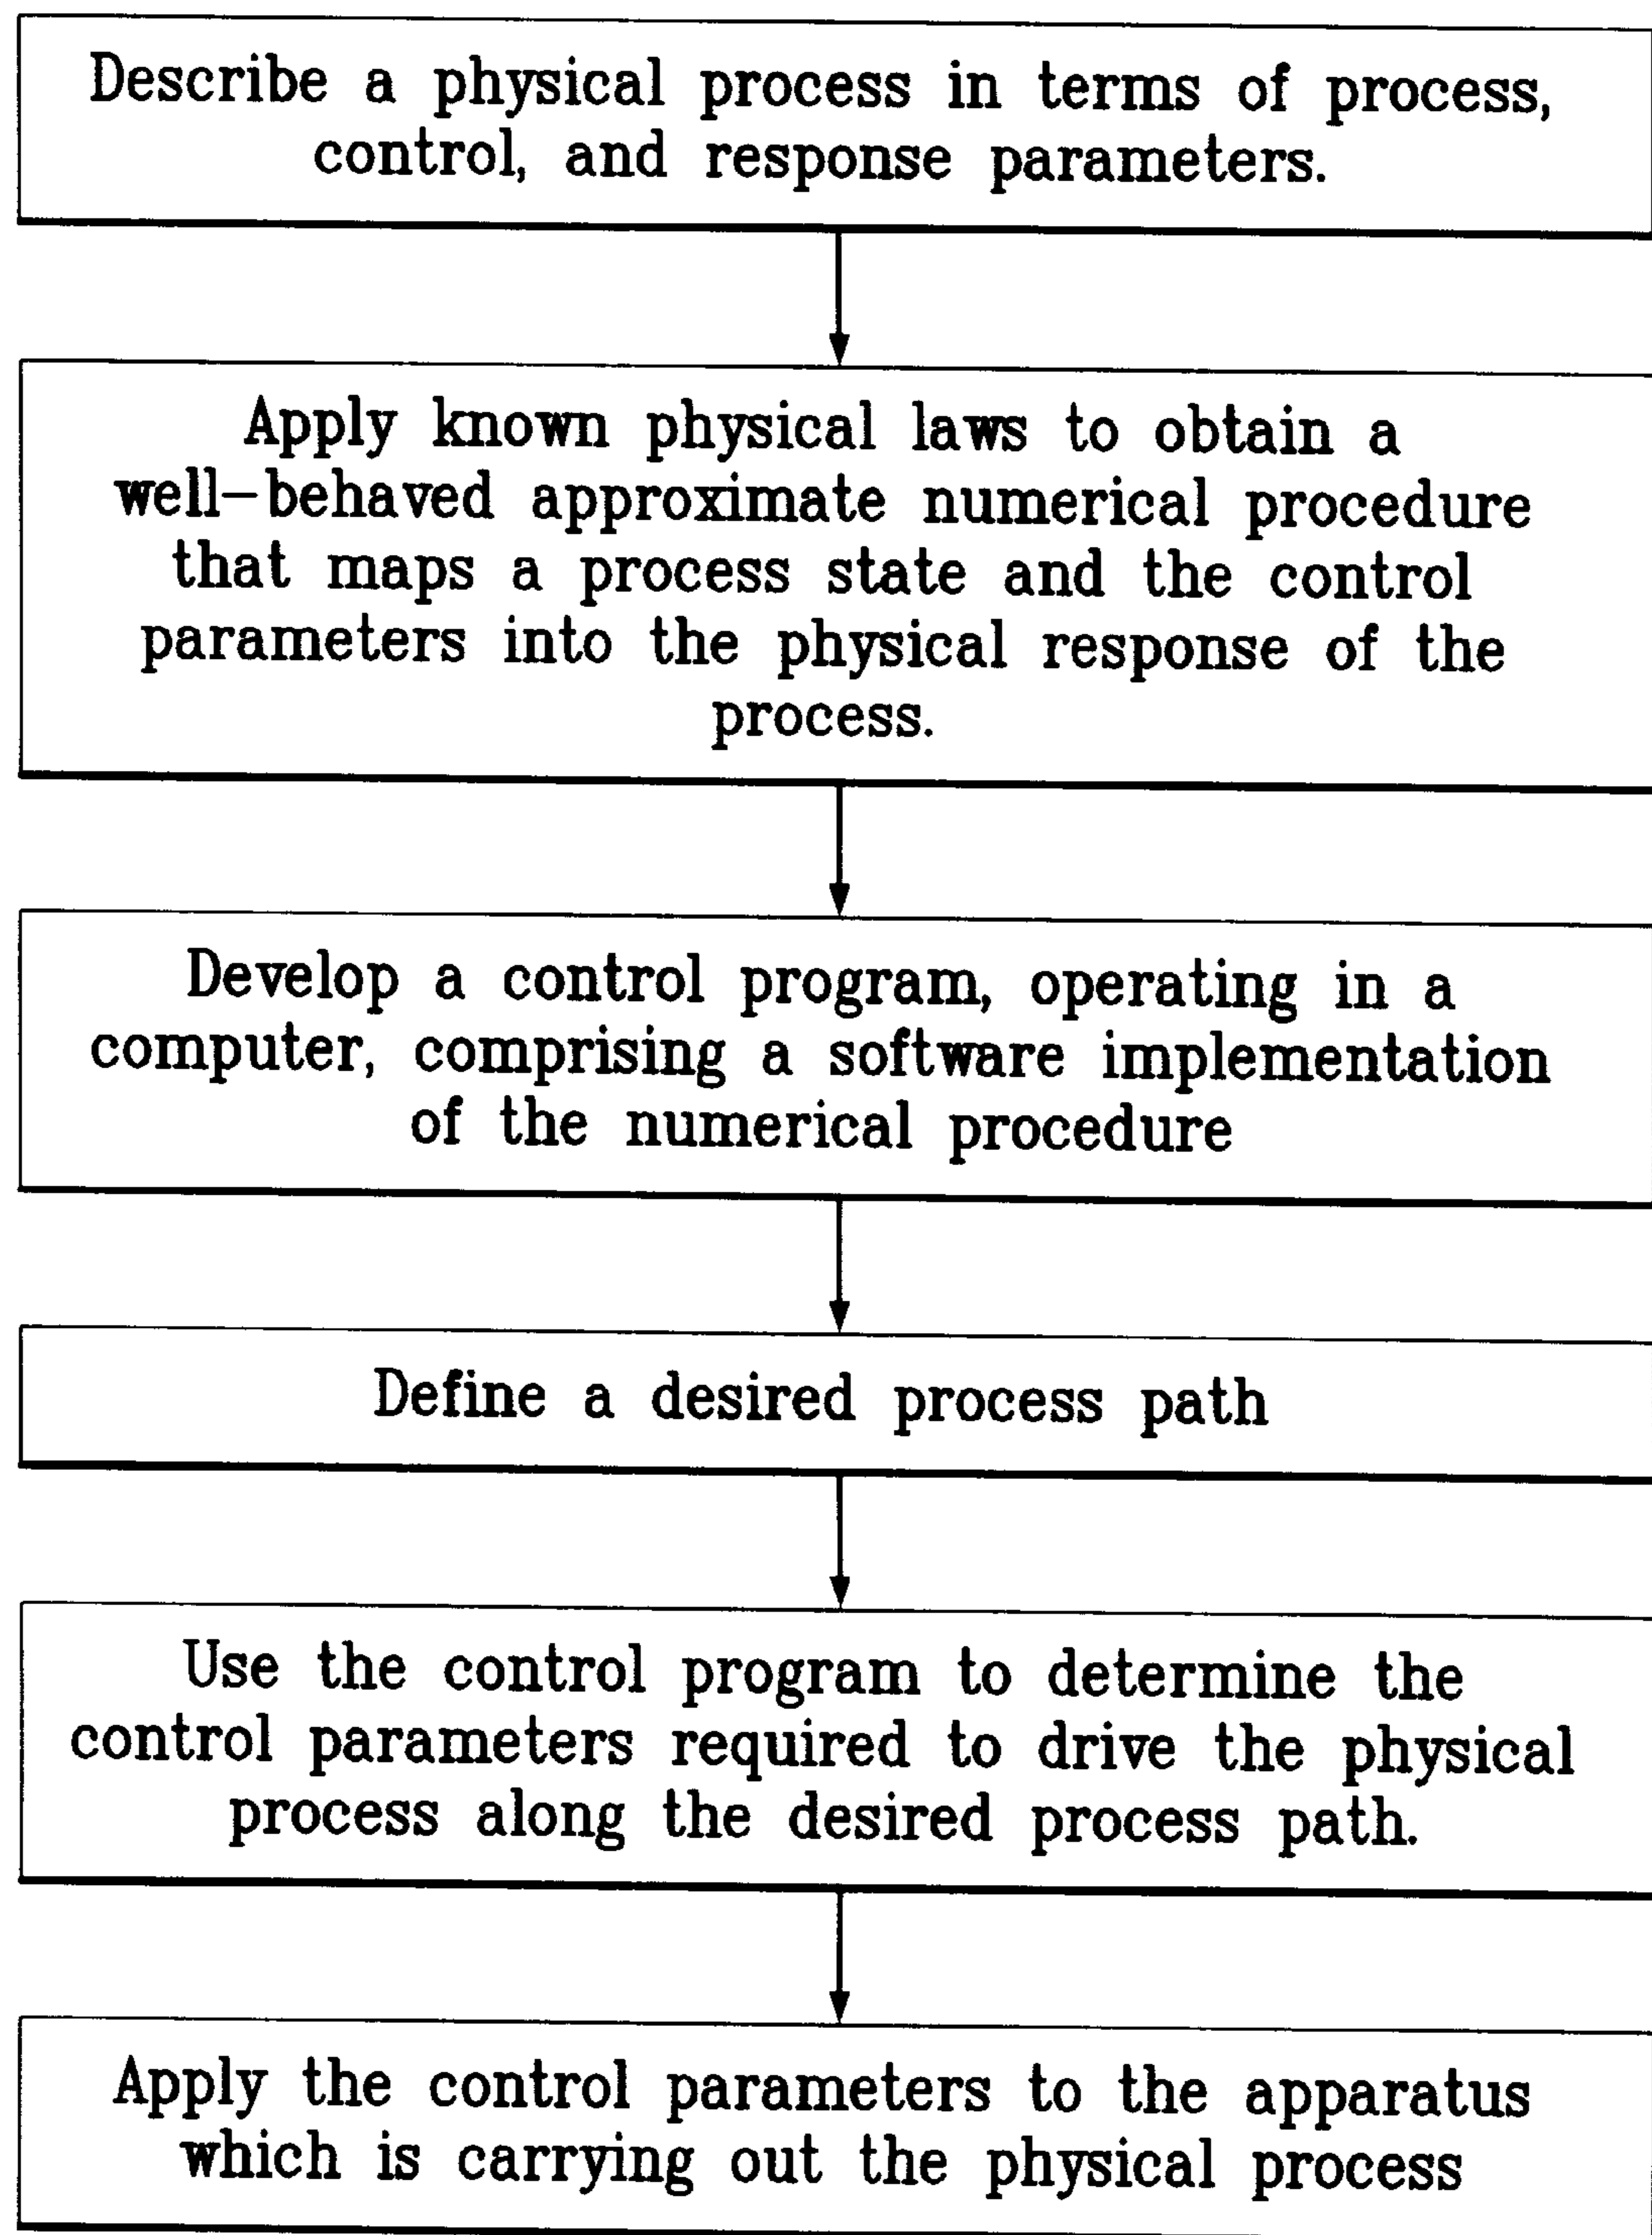 Describe a physical process in terms of process,
control, and response parameters.
Apply known physical laws to obtain a
well-behaved approximate numerical procedure
that maps a process state and the control
parameters into the physical response of the
process.
Develop a control program, operating in a
computer, comprising a software implementation
of the numerical procedure
Define a desired process path
Use the control program to determine the
control parameters required to drive the physical
process along the desired process path.
Apply the control parameters to the apparatus
which is carrying out the physical process